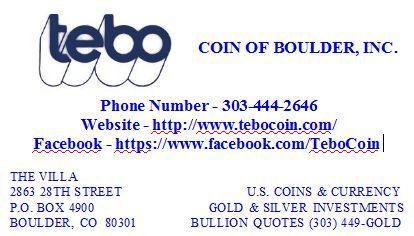 tebo
COIN OF BOULDER, INC.
Phone Number - 303-444-2646
Website - http://www.tebocoin.com/
Facebook - https://www.facebook.com/TeboCoin
THE VILLA
2863 28TH STREET
P.O. BOX 4900
BOULDER, CO 80301
U.S. COINS & CURRENCY
GOLD & SILVER INVESTMENTS
BULLION QUOTES (303) 449-GOLD